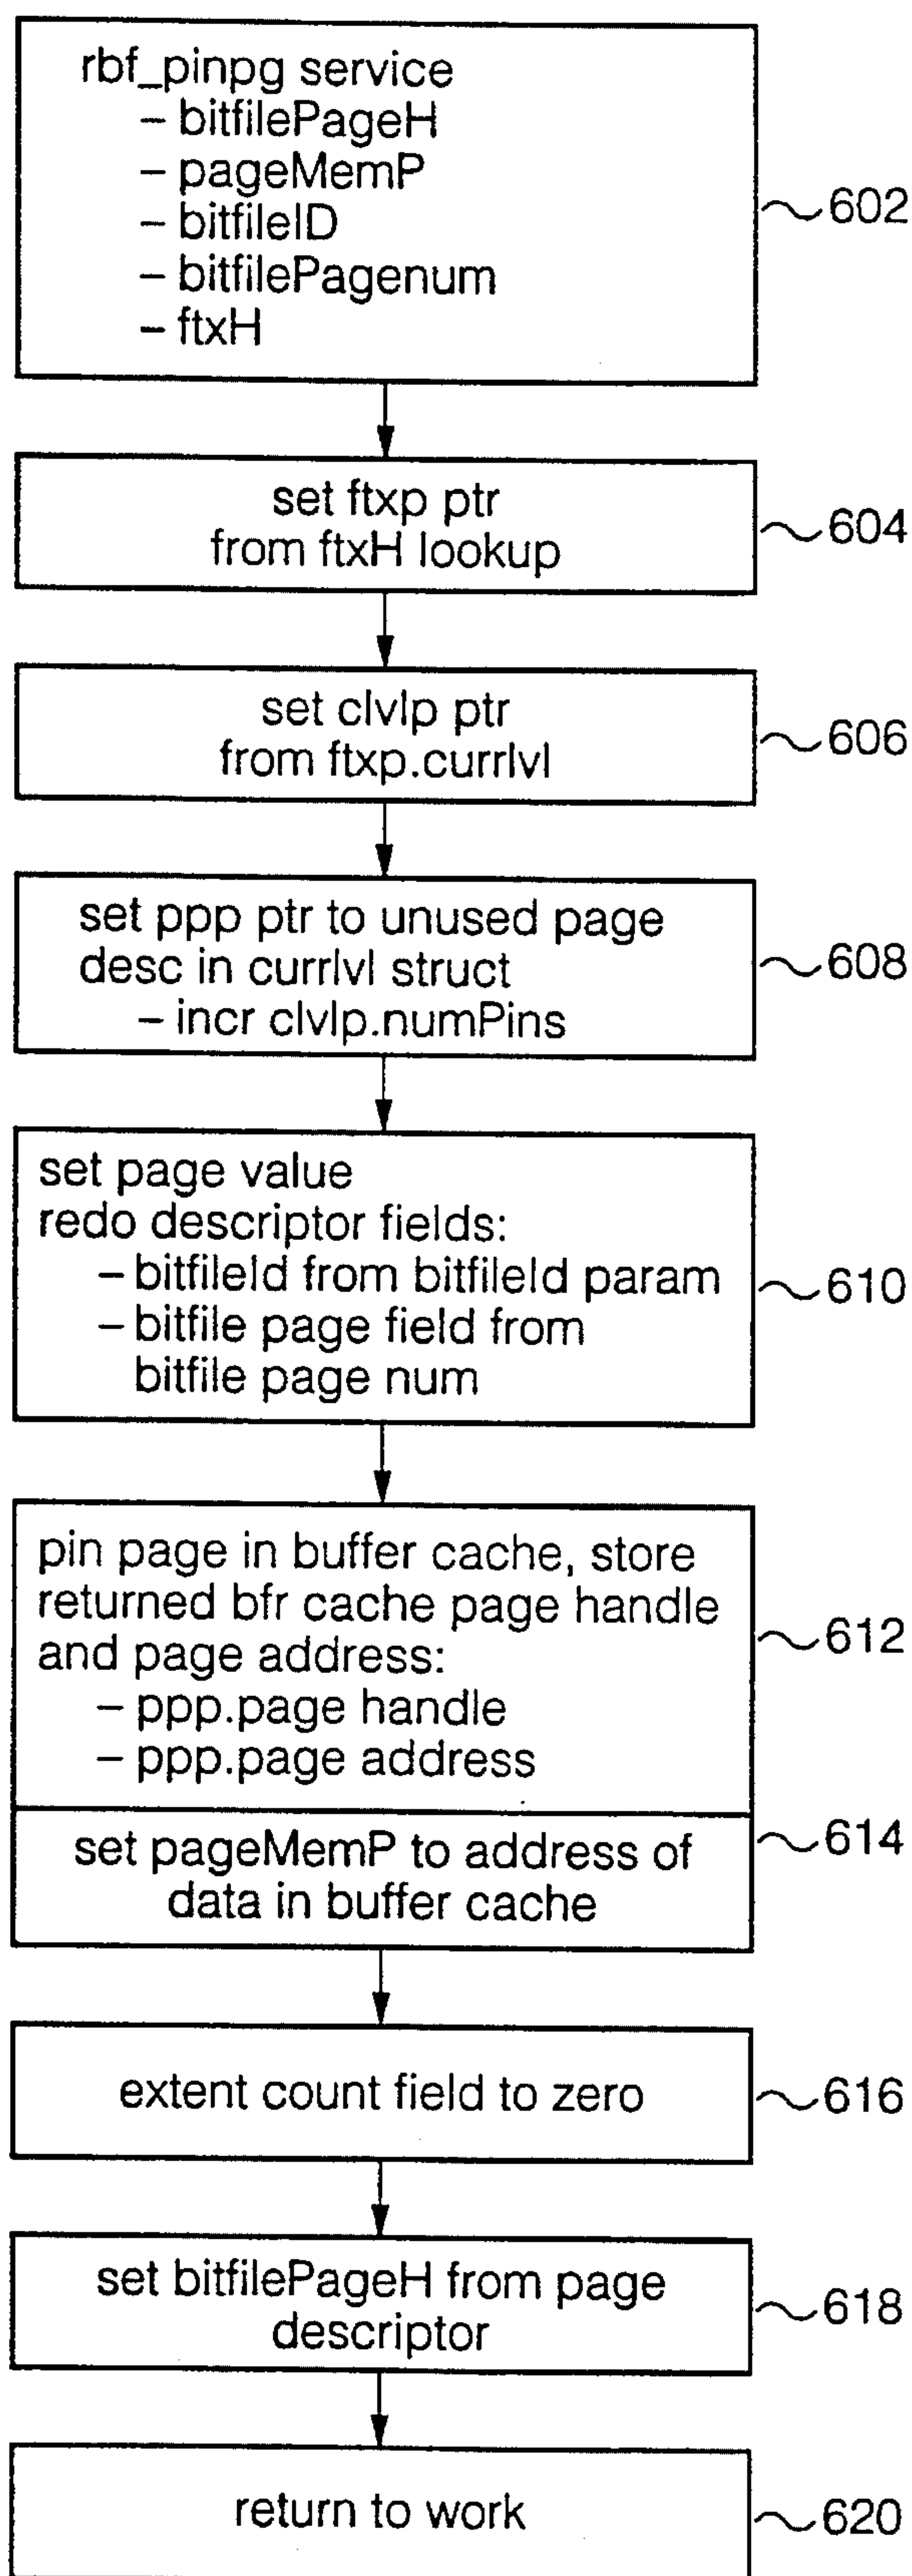 rbf_pinpg service
– bitfilePageH
– pageMemP
– bitfileID
– bitfilePagenum
– ftxH
602
set ftxp ptr
from ftxH lookup
604
set clvlp ptr
from ftxp.currlvl
606
set ppp ptr to unused page
desc in currlvl struct
– incr clvlp.numPins
608
set page value
redo descriptor fields:
– bitfileId from bitfileId param
– bitfile page field from
bitfile page num
610
pin page in buffer cache, store
returned bfr cache page handle
and page address:
– ppp.page handle
– ppp.page address
612
set pageMemP to address of
data in buffer cache
614
extent count field to zero
616
set bitfilePageH from page
descriptor
618
return to work
620